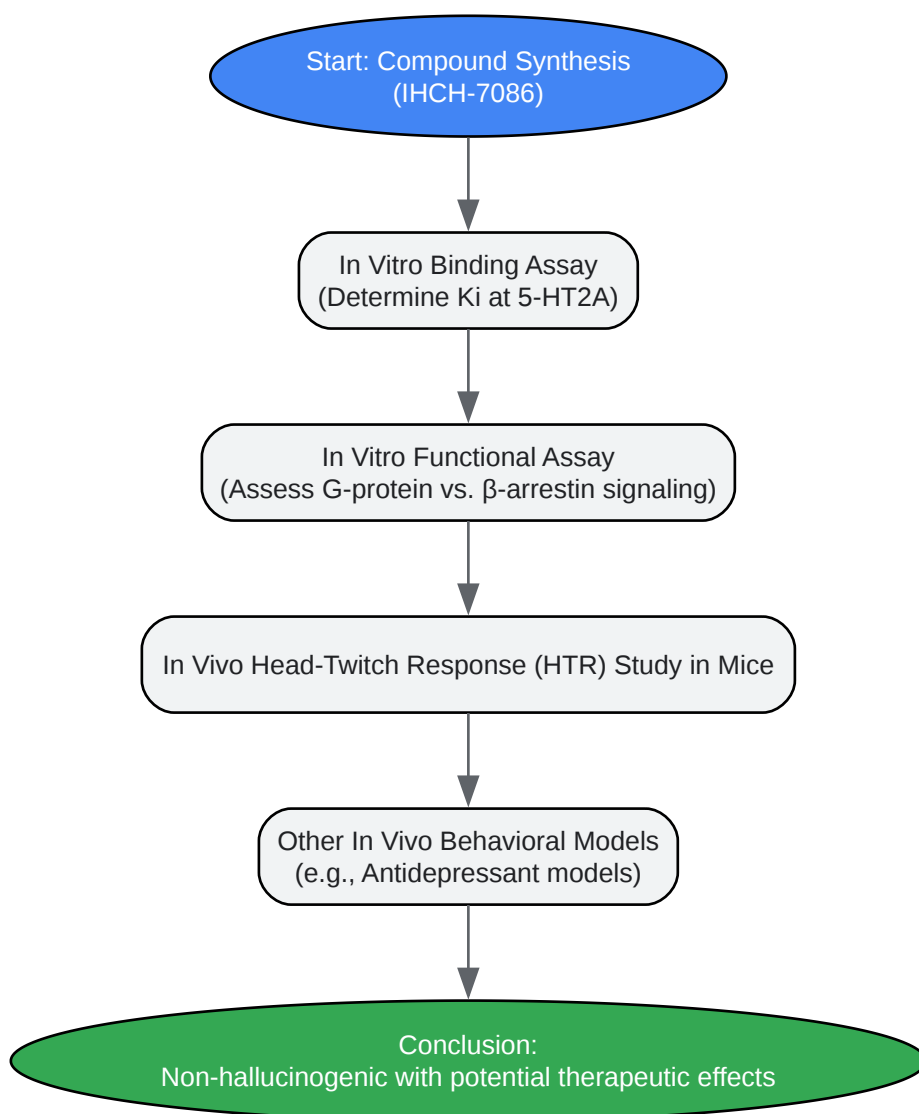 Start: Compound Synthesis
(IHCH-7086)
In Vitro Binding Assay
(Determine Ki at 5-HT2A)
In Vitro Functional Assay
(Assess G-protein vs. β-arrestin signaling)
In Vivo Head-Twitch Response (HTR) Study in Mice
Other In Vivo Behavioral Models
(e.g., Antidepressant models)
Conclusion:
Non-hallucinogenic with potential therapeutic effects